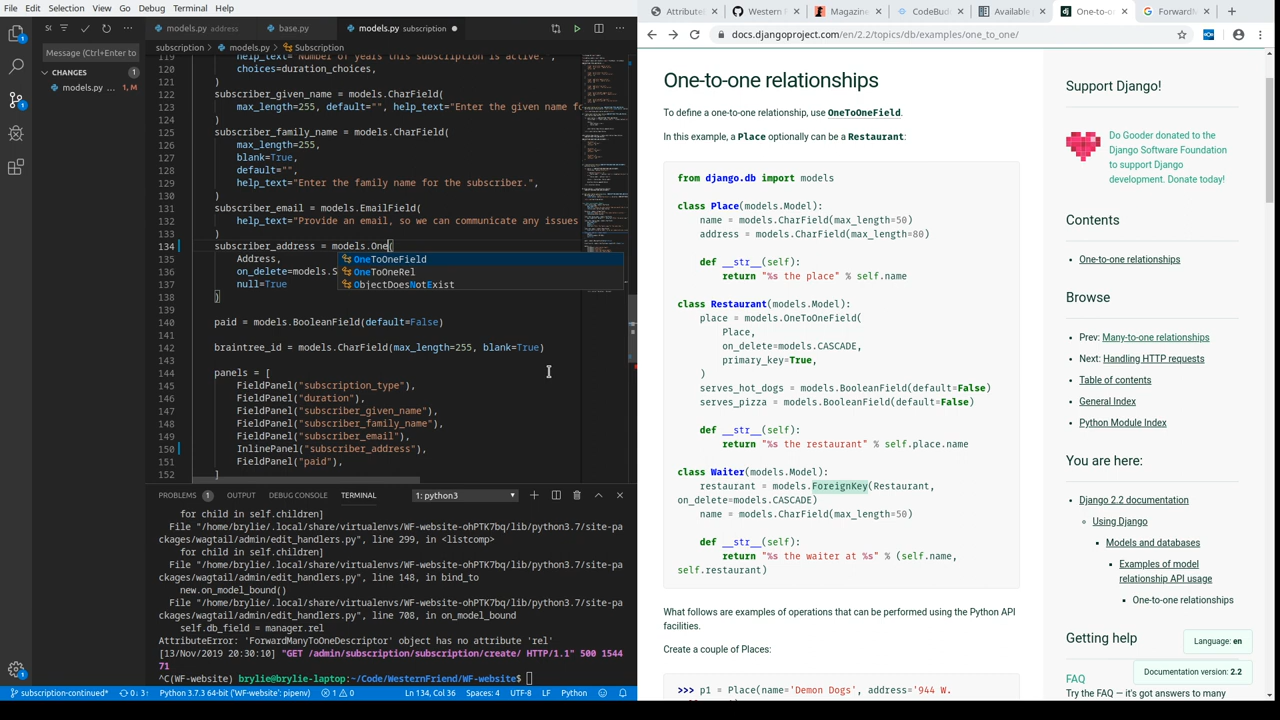 File Edit Selection View Go Debug Terminal Help
models.py address
base.py
models.py subscription
subscription > models.py > Subscription
Message (Ctrl+Enter to
CHANGES 1
models.py ... 1, M
119 help_text="Number of years this subscription is active.",
120 choices=duration_choices,
121 )
122 subscriber_given_name = models.CharField(
123 max_length=255, default="", help_text="Enter the given name fo
124 )
125 subscriber_family_name = models.CharField(
126 max_length=255,
127 blank=True,
128 default="",
129 help_text="Enter the family name for the subscriber.",
130 )
131 subscriber_email = models.EmailField(
132 help_text="Provide an email, so we can communicate any issues
133 )
134 subscriber_address = models.One(
135 Address,
136 on_delete=models.S
137 null=True
138 )
OneToOneField
OneToOneRel
ObjectDoesNotExist
139
140 paid = models.BooleanField(default=False)
141
142 braintree_id = models.CharField(max_length=255, blank=True)
143
144 panels = [
145 FieldPanel("subscription_type"),
146 FieldPanel("duration"),
147 FieldPanel("subscriber_given_name"),
148 FieldPanel("subscriber_family_name"),
149 FieldPanel("subscriber_email"),
150 InlinePanel("subscriber_address"),
151 FieldPanel("paid"),
152 ]
PROBLEMS 1 OUTPUT DEBUG CONSOLE TERMINAL 1: python3
for child in self.children]
File "/home/brylie/.local/share/virtualenvs/WF-website-ohPTK7bq/lib/python3.7/site-pa
ckages/wagtail/admin/edit_handlers.py", line 299, in <listcomp>
for child in self.children]
File "/home/brylie/.local/share/virtualenvs/WF-website-ohPTK7bq/lib/python3.7/site-pa
ckages/wagtail/admin/edit_handlers.py", line 148, in bind_to
new.on_model_bound()
File "/home/brylie/.local/share/virtualenvs/WF-website-ohPTK7bq/lib/python3.7/site-pa
ckages/wagtail/admin/edit_handlers.py", line 708, in on_model_bound
self.db_field = manager.rel
AttributeError: 'ForwardManyToOneDescriptor' object has no attribute 'rel'
[13/Nov/2019 20:30:10] "GET /admin/subscription/subscription/create/ HTTP/1.1" 500 1544
71
^C(WF-website) brylie@brylie-laptop:~/Code/WesternFriend/WF-website$
subscription-continued* 0↓ 3↑ Python 3.7.3 64-bit ('WF-website': pipenv) 1 0 Ln 134, Col 36 Spaces: 4 UTF-8 LF Python 1
AttributeE
Western F
Magazine
CodeBudd
Available
One-to-on
ForwardM
docs.djangoproject.com/en/2.2/topics/db/examples/one_to_one/
One-to-one relationships
To define a one-to-one relationship, use OneToOneField.
In this example, a Place optionally can be a Restaurant:
from django.db import models
class Place(models.Model):
name = models.CharField(max_length=50)
address = models.CharField(max_length=80)
def __str__(self):
return "%s the place" % self.name
class Restaurant(models.Model):
place = models.OneToOneField(
Place,
on_delete=models.CASCADE,
primary_key=True,
)
serves_hot_dogs = models.BooleanField(default=False)
serves_pizza = models.BooleanField(default=False)
def __str__(self):
return "%s the restaurant" % self.place.name
class Waiter(models.Model):
restaurant = models.ForeignKey(Restaurant,
on_delete=models.CASCADE)
name = models.CharField(max_length=50)
def __str__(self):
return "%s the waiter at %s" % (self.name,
self.restaurant)
What follows are examples of operations that can be performed using the Python API
facilities.
Create a couple of Places:
>>> p1 = Place(name='Demon Dogs', address='944 W.
Support Django!
Do Gooder donated to the
Django Software Foundation
to support Django
development. Donate today!
Contents
One-to-one relationships
Browse
Prev: Many-to-one relationships
Next: Handling HTTP requests
Table of contents
General Index
Python Module Index
You are here:
Django 2.2 documentation
Using Django
Models and databases
Examples of model
relationship API usage
One-to-one relationships
Getting help
Language: en
Documentation version: 2.2
FAQ
Try the FAQ — it's got answers to many